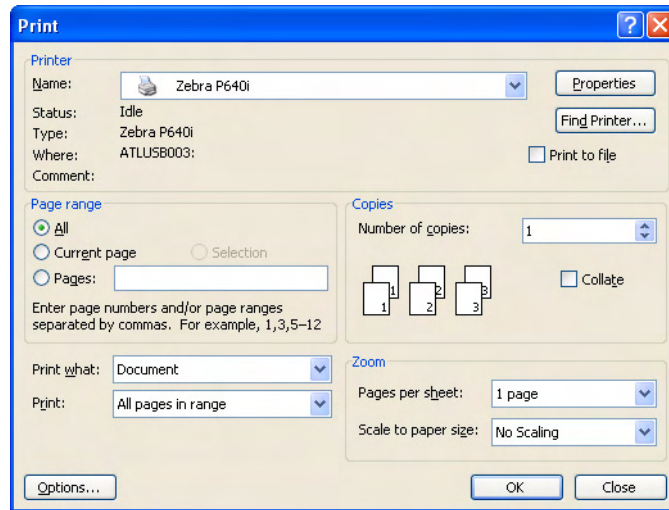 Print
Printer
Name:
Zebra P640i
Properties
Status:
Idle
Find Printer...
Type:
Zebra P640i
Where:
ATLUSB003:
Print to file
Comment:
Page range
All
Current page
Selection
Pages:
Enter page numbers and/or page ranges
separated by commas. For example, 1,3,5–12
Copies
Number of copies:
1
1 1 2 2 3 3
Collate
Print what:
Document
Print:
All pages in range
Zoom
Pages per sheet:
1 page
Scale to paper size:
No Scaling
Options...
OK
Close